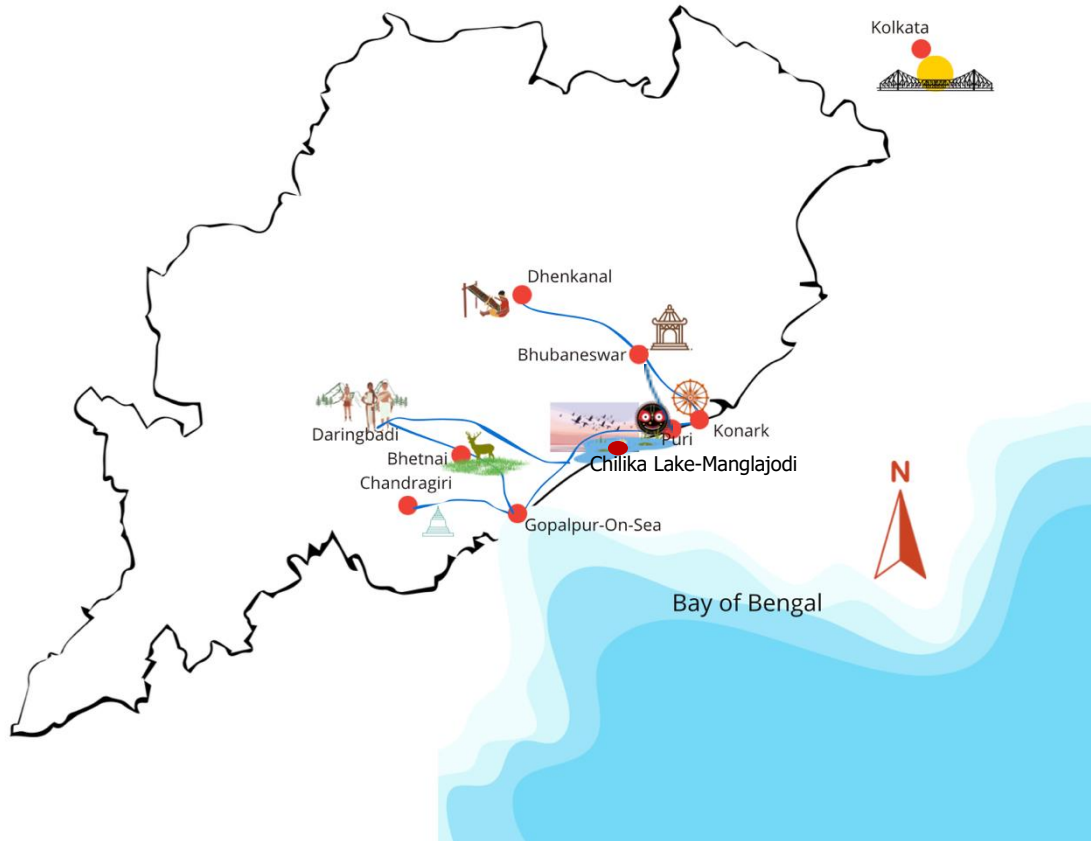 Kolkata
Dhenkanal
Bhubaneswar
Daringbadi
Puri
Konark
Bhetnai
Chilika Lake-Manglajodi
Chandragiri
N
Gopalpur-On-Sea
Bay of Bengal